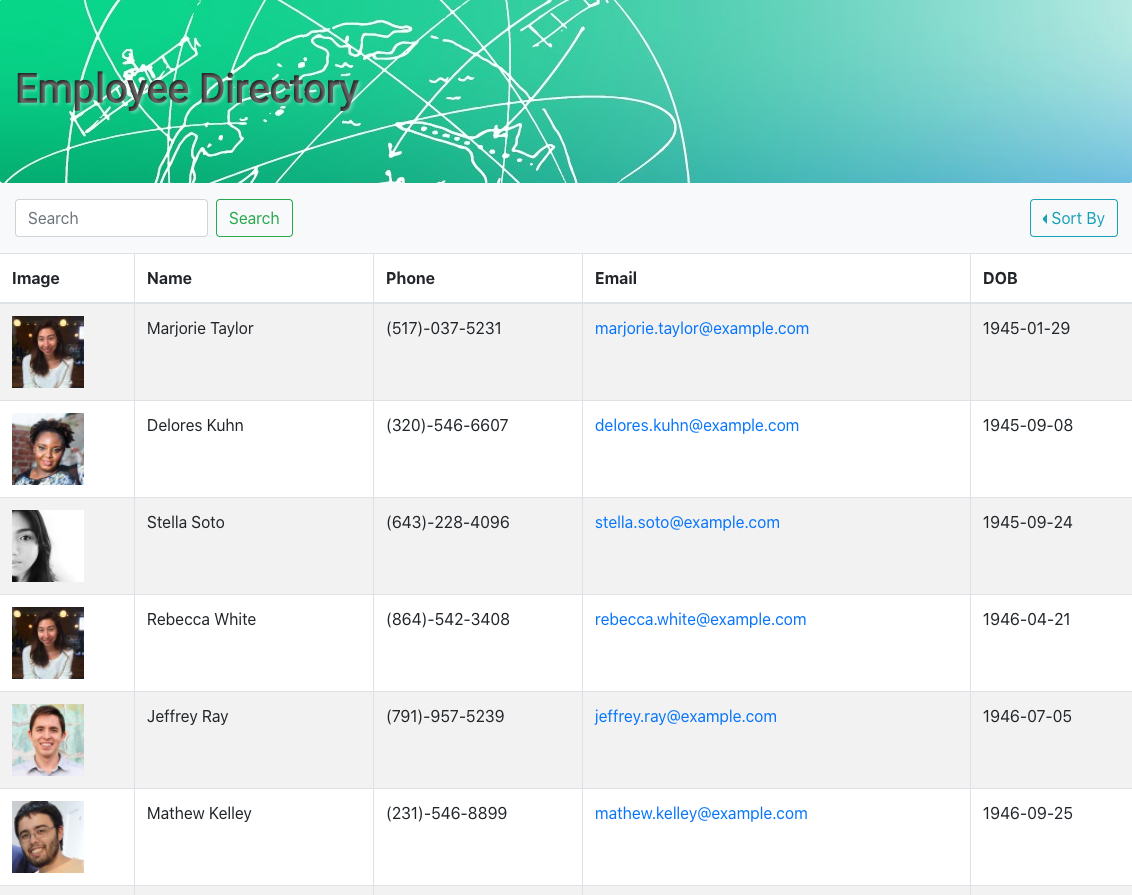 Employee Directory
Search Search Sort By
Image Name Phone Email DOB
Marjorie Taylor (517)-037-5231 marjorie.taylor@example.com 1945-01-29
Delores Kuhn (320)-546-6607 delores.kuhn@example.com 1945-09-08
Stella Soto (643)-228-4096 stella.soto@example.com 1945-09-24
Rebecca White (864)-542-3408 rebecca.white@example.com 1946-04-21
Jeffrey Ray (791)-957-5239 jeffrey.ray@example.com 1946-07-05
Mathew Kelley (231)-546-8899 mathew.kelley@example.com 1946-09-25